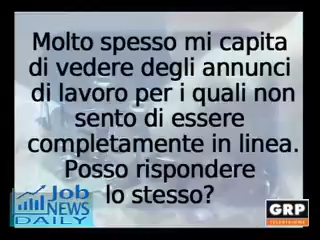 Molto spesso mi capita
di vedere degli annunci
di lavoro per i quali non
sento di essere
completamente in linea.
Posso rispondere
lo stesso?
Job
NEWS
DAILY
GRP
TELEVISIONE